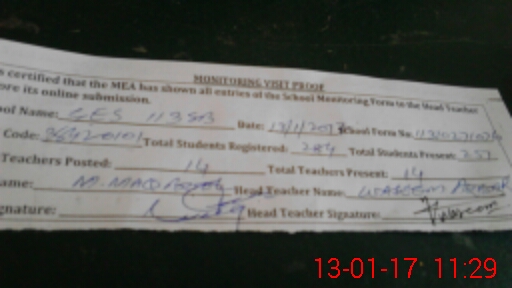 MONITORING VISIT PROOF
s certified that the MEA has shown all entries of the School Monitoring Form to the Head Teacher
ore its online submission.
ool Name: GES 113SB Date: 13/1/2017 School Form No.
Code: Total Students Registered: 284 Total Students Present: 257
Teachers Posted: 14 Total Teachers Present: 14
ame: M. Head Teacher Name: WASEEM
gnature: Head Teacher Signature:
13-01-17 11:29